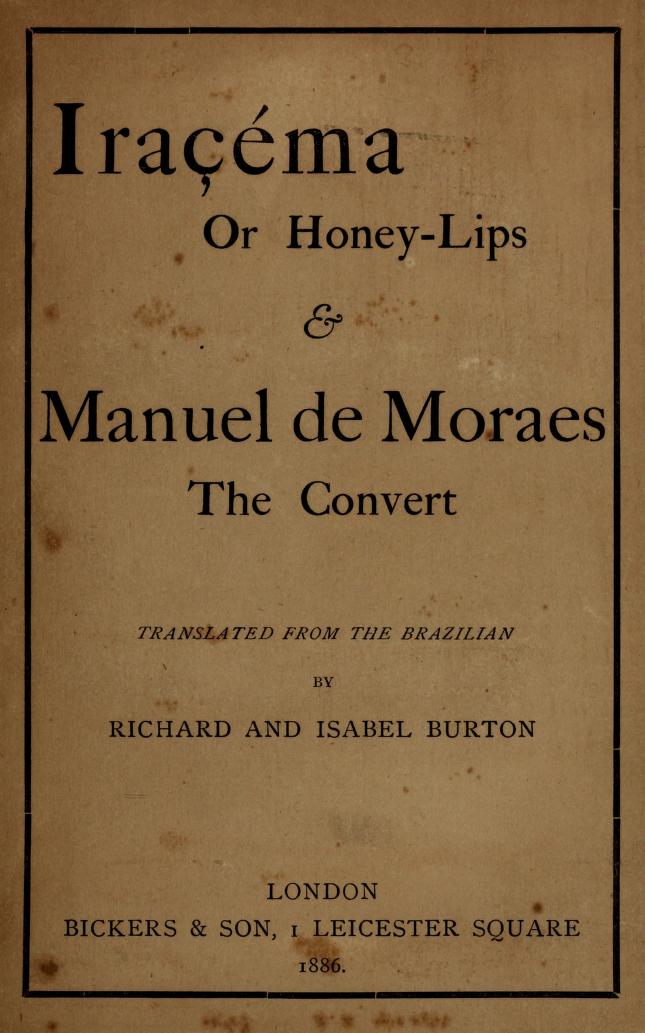 Iraçéma
Or Honey-Lips
&
Manuel de Moraes
The Convert
TRANSLATED FROM THE BRAZILIAN
BY
RICHARD AND ISABEL BURTON
LONDON
BICKERS & SON, 1 LEICESTER SQUARE
1886.